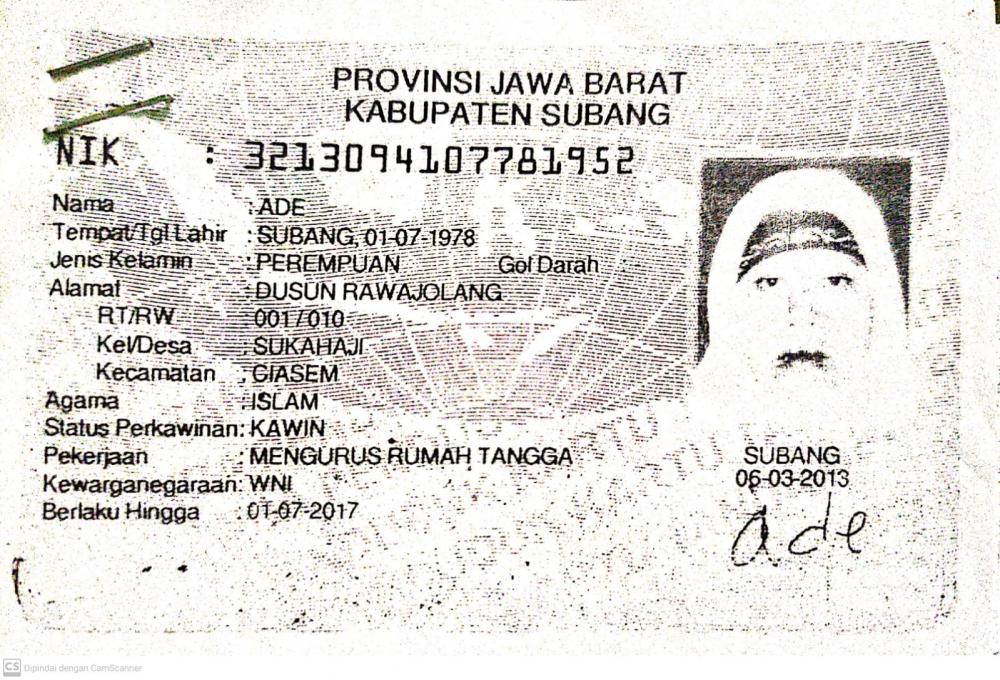 PROVINSI JAWA BARAT
KABUPATEN SUBANG
NIK : 3213094107781952
Nama : ADE
Tempat/Tgl Lahir : SUBANG, 01-07-1978
Jenis Kelamin : PEREMPUAN Gol Darah
Alamat : DUSUN RAWAJOLANG
RT/RW : 001/010
Kel/Desa : SUKAHAJI
Kecamatan : CIASEM
Agama : ISLAM
Status Perkawinan: KAWIN
Pekerjaan : MENGURUS RUMAH TANGGA
Kewarganegaraan: WNI
Berlaku Hingga : 01-07-2017
SUBANG
06-03-2013
Ade
CS Dipindai dengan CamScanner